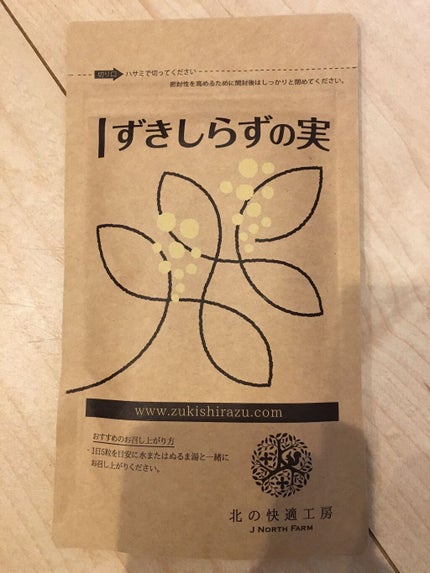 切り口 ハサミで切ってください
密封性を高めるために開封後はしっかりと閉めてください。
ずきしらずの実
www.zukishirazu.com
おすすめのお召し上がり方
・1日5粒を目安に水またはぬるま湯と一緒に
お召し上がりください。
北の快適工房
J NORTH FARM